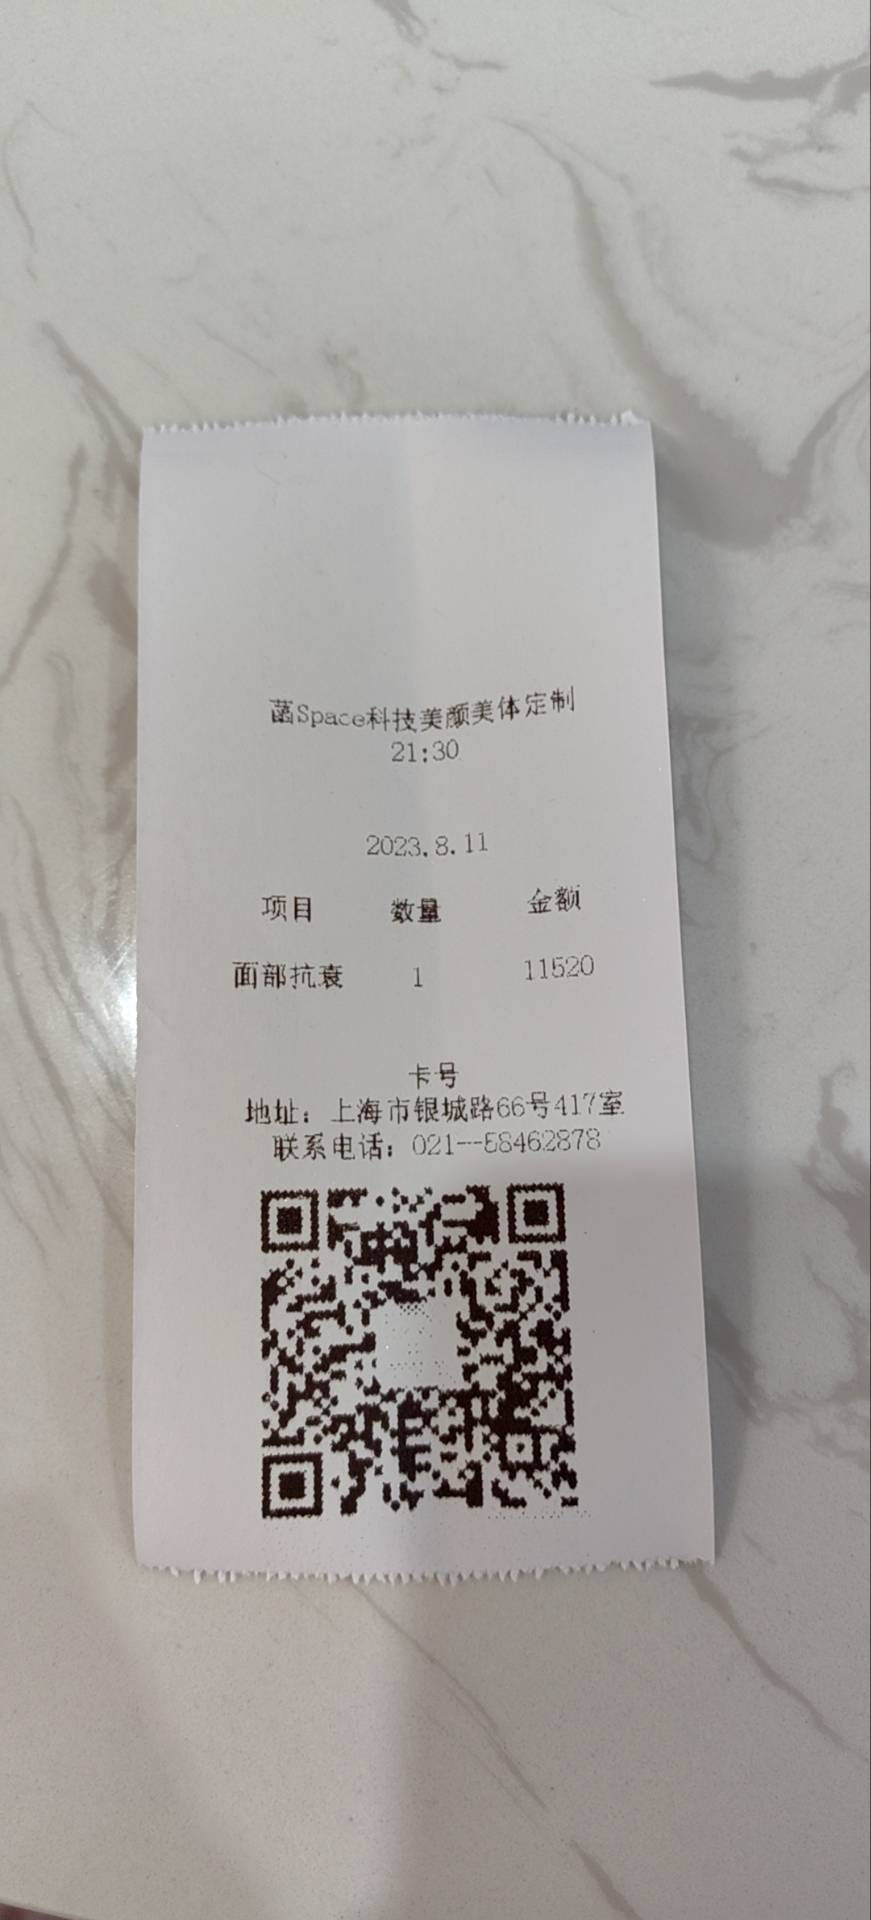 菡Space科技美颜美体定制
21:30
2023.8.11
项目 数量 金额
面部抗衰 1 11520
卡号
地址：上海市银城路66号417室
联系电话：021--58462878